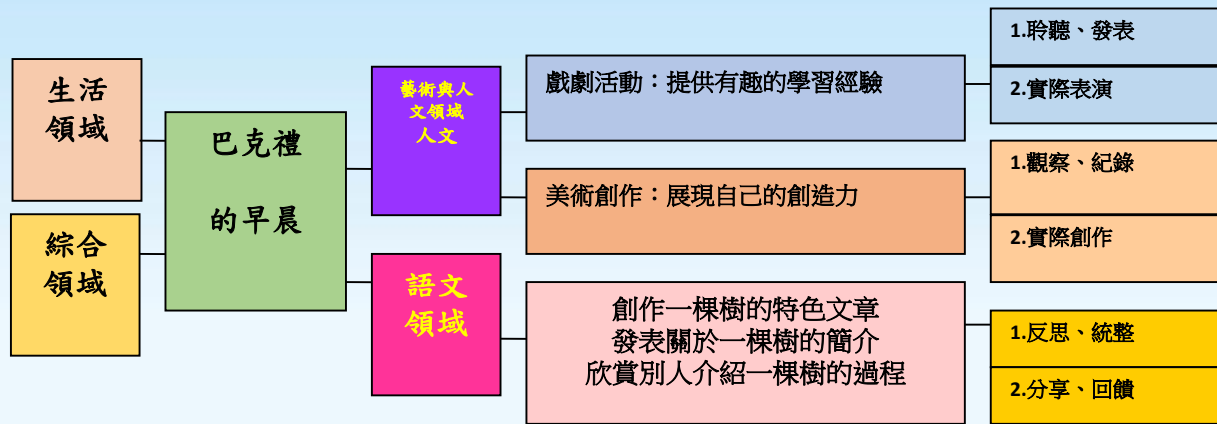 生活
領域
綜合
領域
巴克禮
的早晨
藝術與人
文領域
人文
語文
領域
戲劇活動：提供有趣的學習經驗
美術創作：展現自己的創造力
創作一棵樹的特色文章
發表關於一棵樹的簡介
欣賞別人介紹一棵樹的過程
1.聆聽、發表
2.實際表演
1.觀察、紀錄
2.實際創作
1.反思、統整
2.分享、回饋